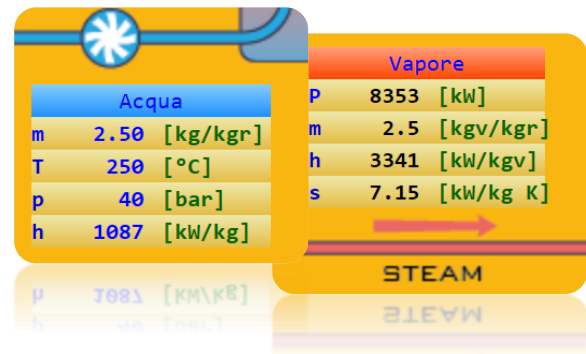 Acqua
m 2.50 [kg/kgr]
T 250 [°C]
p 40 [bar]
h 1087 [kW/kg]
Vapore
P 8353 [kW]
m 2.5 [kgv/kgr]
h 3341 [kW/kgv]
s 7.15 [kW/kg K]
STEAM